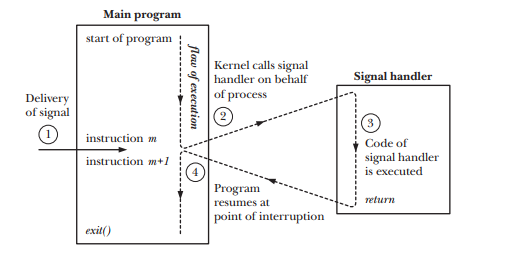 Main program
start of program
flow of execution
Delivery
of signal
1
instruction m
instruction m+1
exit()
Kernel calls signal
handler on behalf
of process
2
Signal handler
3
Code of
signal handler
is executed
return
4
Program
resumes at
point of interruption